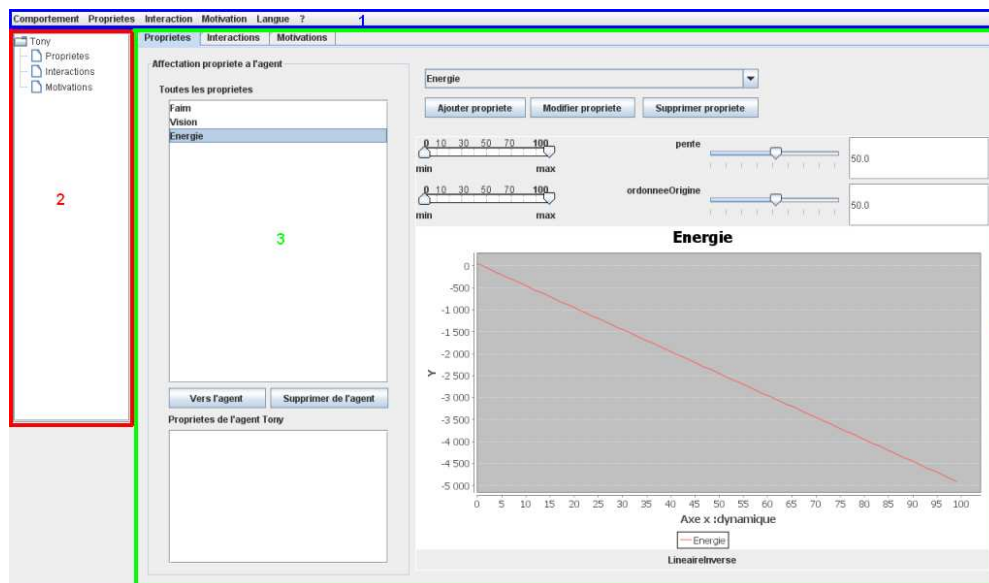 Comportement Proprietes Interaction Motivation Langue ?
1
Tony
Proprietes
Interactions
Motivations
2
Proprietes Interactions Motivations
Affectation propriete a l'agent
Toutes les proprietes
Faim
Vision
Energie
3
Vers l'agent Supprimer de l'agent
Proprietes de l'agent Tony
Energie
Ajouter propriete Modifier propriete Supprimer propriete
0 10 30 50 70 100
min max
pente
50.0
0 10 30 50 70 100
min max
ordonneeOrigine
50.0
Energie
0
-500
-1 000
-1 500
-2 000
-2 500
-3 000
-3 500
-4 000
-4 500
-5 000
Y
0 5 10 15 20 25 30 35 40 45 50 55 60 65 70 75 80 85 90 95 100
Axe x :dynamique
Energie
LineaireInverse